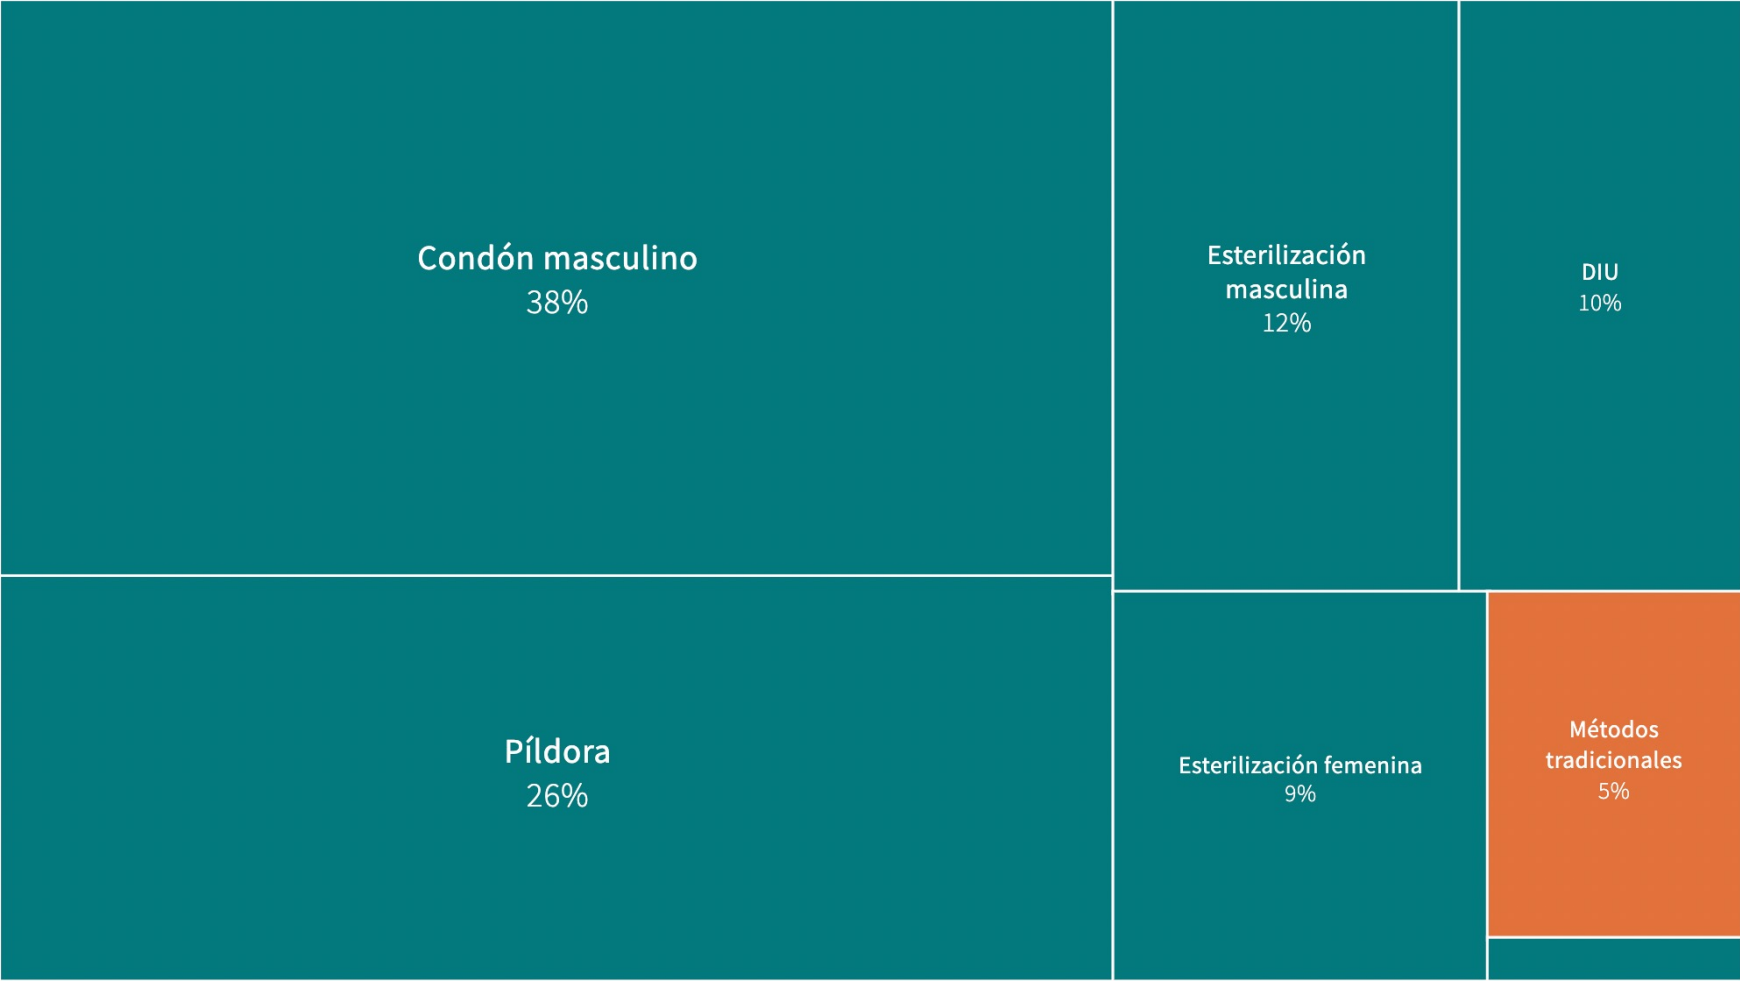 Condón masculino
38%
Esterilización
masculina
12%
DIU
10%
Píldora
26%
Esterilización femenina
9%
Métodos
tradicionales
5%